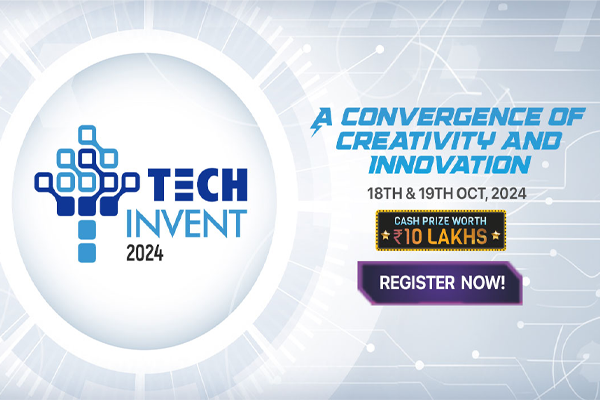 TECH
INVENT
2024
A CONVERGENCE OF
CREATIVITY AND
INNOVATION
18TH & 19TH OCT, 2024
CASH PRIZE WORTH
₹10 LAKHS
REGISTER NOW!